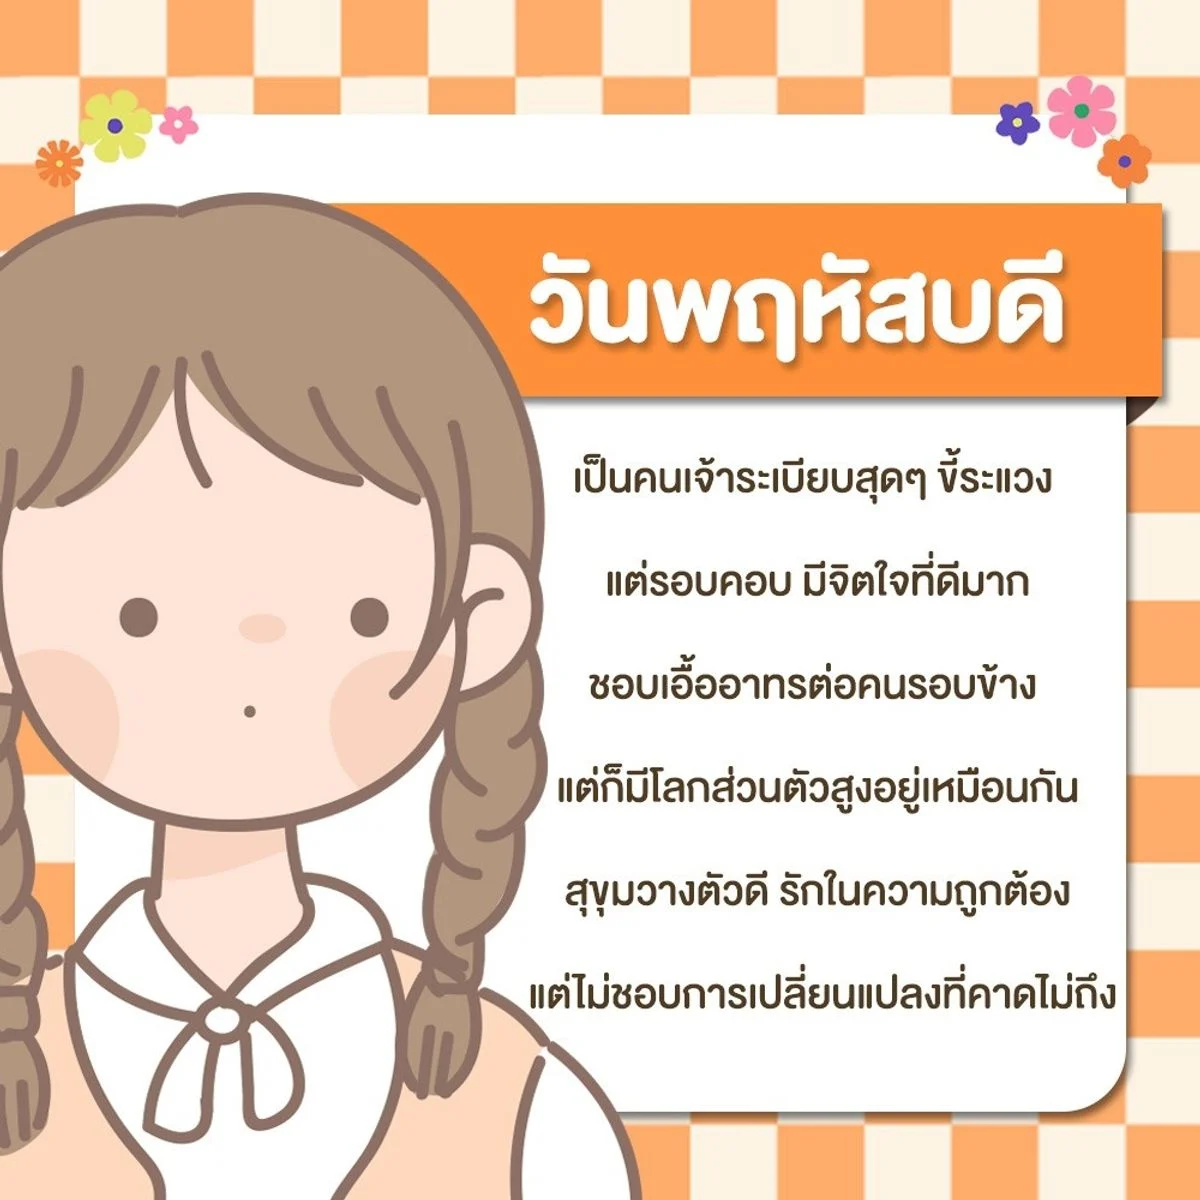 วันพฤหัสบดี
เป็นคนเจ้าระเบียบสุดๆ ขี้ระแวง
แต่รอบคอบ มีจิตใจที่ดีมาก
ชอบเอื้ออาทรต่อคนรอบข้าง
แต่ก็มีโลกส่วนตัวสูงอยู่เหมือนกัน
สุขุมวางตัวดี รักในความถูกต้อง
แต่ไม่ชอบการเปลี่ยนแปลงที่คาดไม่ถึง